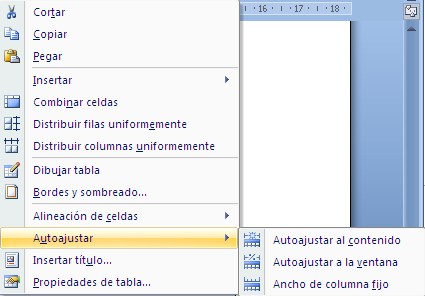 Cortar
Copiar
Pegar
Insertar
Combinar celdas
Distribuir filas uniformemente
Distribuir columnas uniformemente
Dibujar tabla
Bordes y sombreado...
Alineación de celdas
Autoajustar
Insertar título...
Propiedades de tabla...
16 17 18
Autoajustar al contenido
Autoajustar a la ventana
Ancho de columna fijo